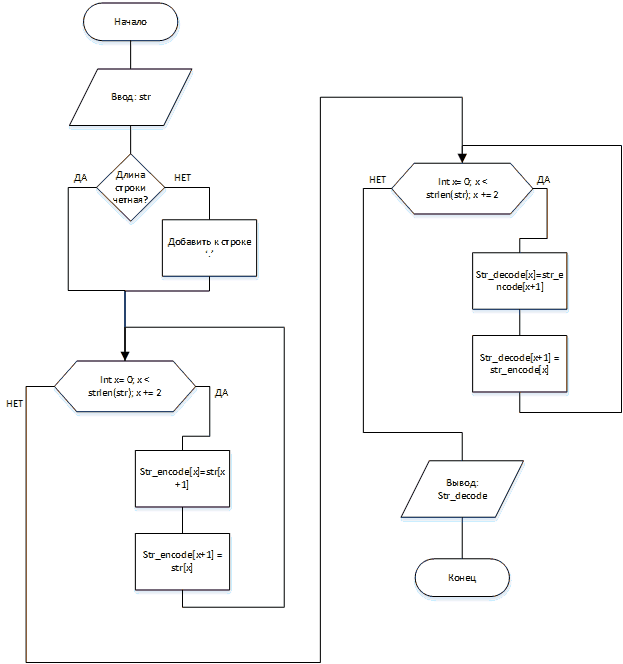 Начало
Ввод: str
Длина
строки
четная?
ДА
НЕТ
Добавить к строке
‘.’
Int x= 0; x <
strlen(str); x += 2
НЕТ
ДА
Str_encode[x]=str[x
+1]
Str_encode[x+1] =
str[x]
Int x= 0; x <
strlen(str); x += 2
НЕТ
ДА
Str_decode[x]=str_e
ncode[x+1]
Str_decode[x+1] =
str_encode[x]
Вывод:
Str_decode
Конец